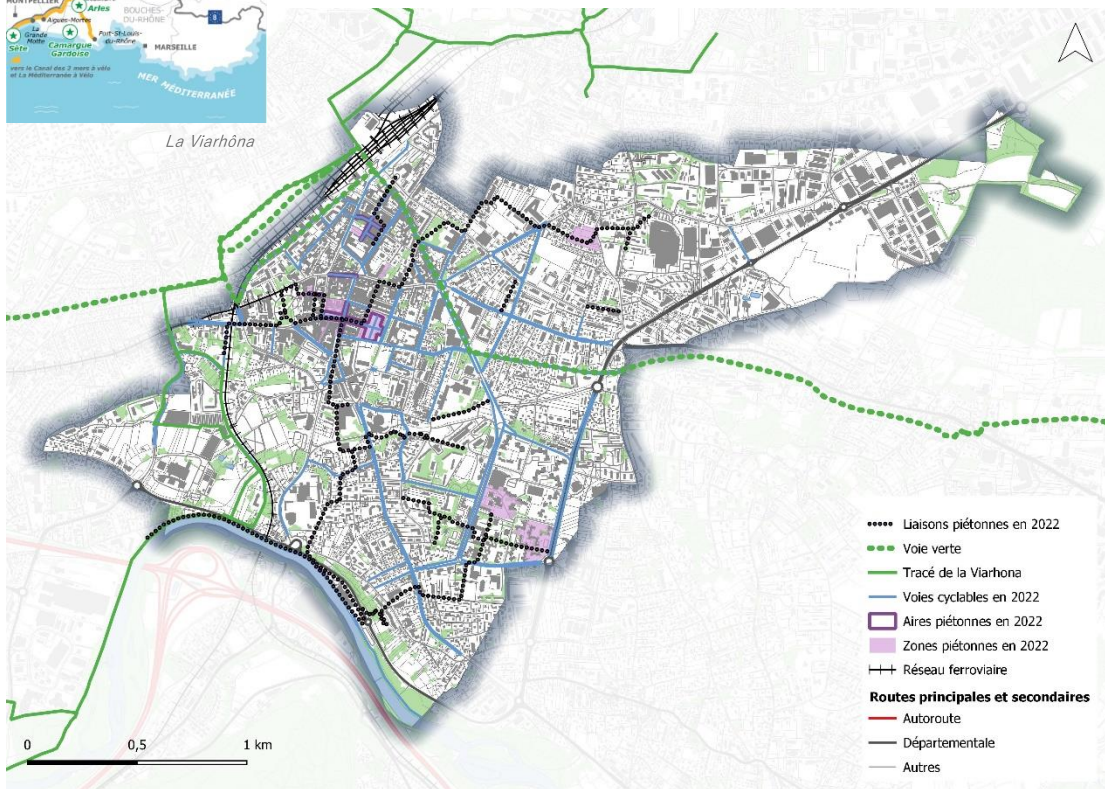 MONTPELLIER
Arles
BOUCHES-
DU-RHÔNE
8
Aigues-Mortes
La
Grande
Motte
Port-St-Louis-
du-Rhône
Sète
Camargue
Gardoise
MARSEILLE
vers le Canal des 2 mers à vélo
et La Méditerranée à Vélo
MER MÉDITERRANÉE
La Viarhôna
Liaisons piétonnes en 2022
Voie verte
Tracé de la Viarhona
Voies cyclables en 2022
Aires piétonnes en 2022
Zones piétonnes en 2022
Réseau ferroviaire
Routes principales et secondaires
Autoroute
Départementale
Autres
0 0,5 1 km